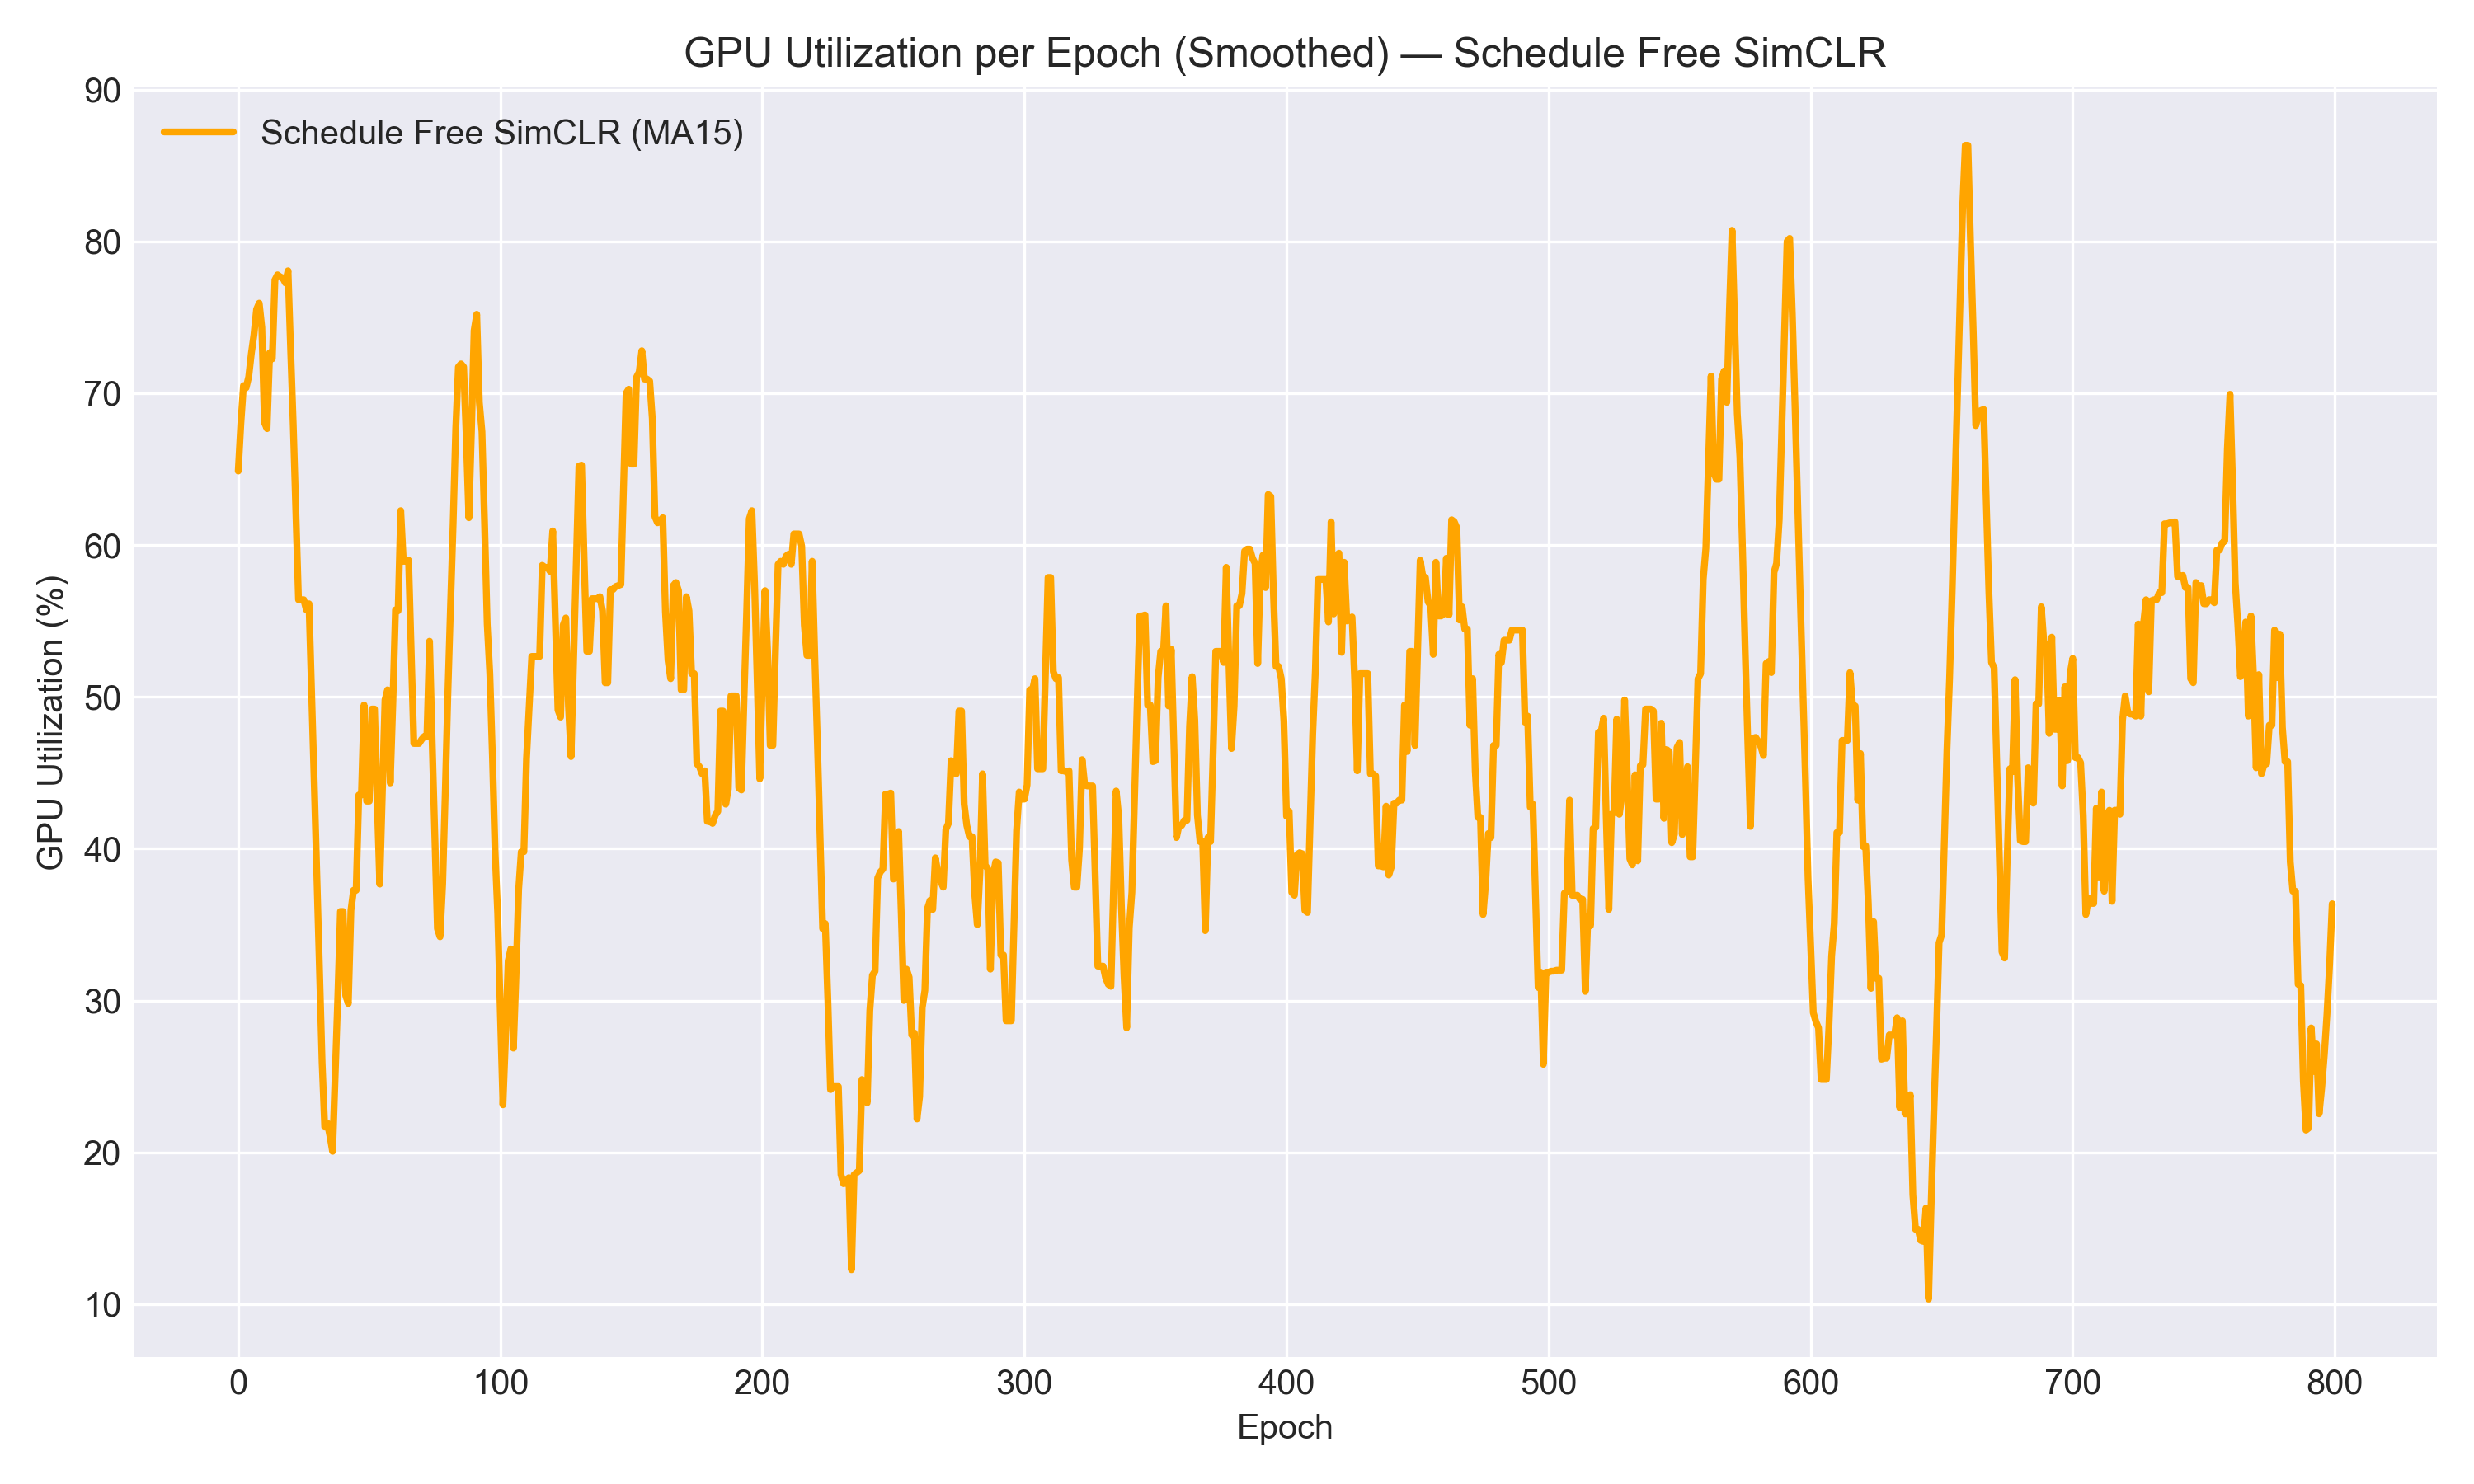 GPU Utilization per Epoch (Smoothed) — Schedule Free SimCLR
Schedule Free SimCLR (MA15)
GPU Utilization (%)
90
80
70
60
50
40
30
20
10
0 100 200 300 400 500 600 700 800
Epoch